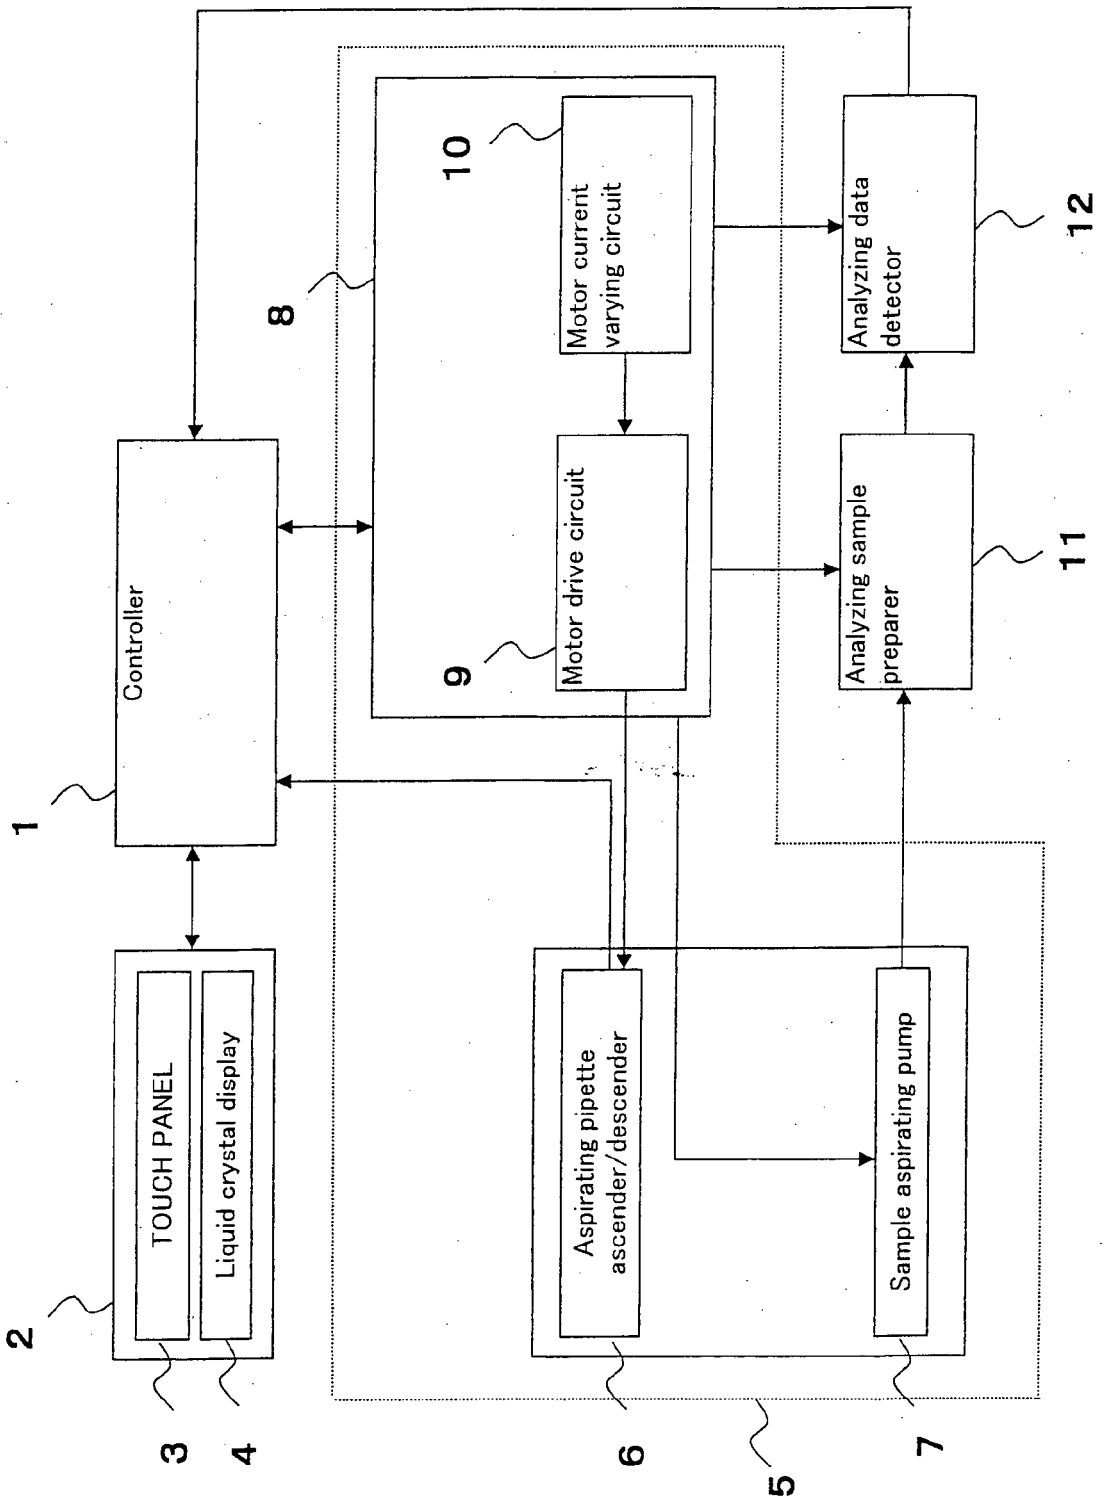 2
TOUCH PANEL
3
Liquid crystal display
4
1
Controller
8
10
Motor current
varying circuit
9
Motor drive circuit
Aspirating pipette
ascender/descender
6
Sample aspirating pump
7
5
Analyzing sample
preparer
11
Analyzing data
detector
12